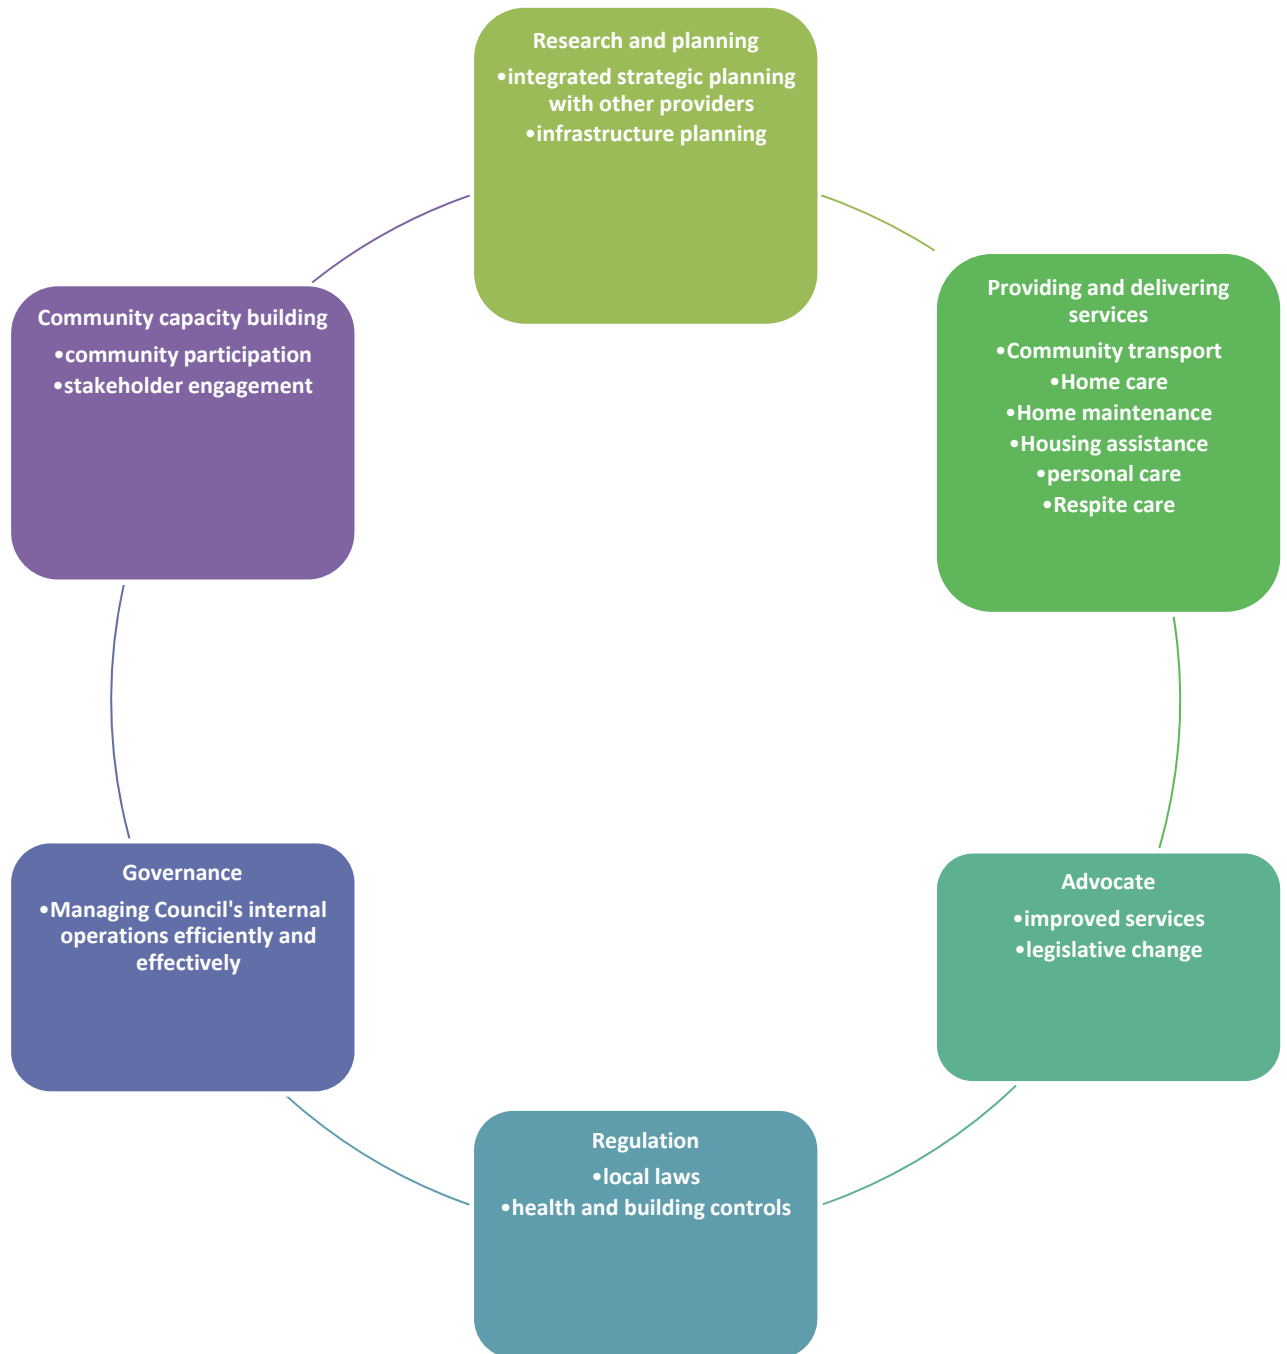 Research and planning
•integrated strategic planning
with other providers
•infrastructure planning
Providing and delivering
services
•Community transport
•Home care
•Home maintenance
•Housing assistance
•personal care
•Respite care
Advocate
•improved services
•legislative change
Regulation
•local laws
•health and building controls
Governance
•Managing Council's internal
operations efficiently and
effectively
Community capacity building
•community participation
•stakeholder engagement